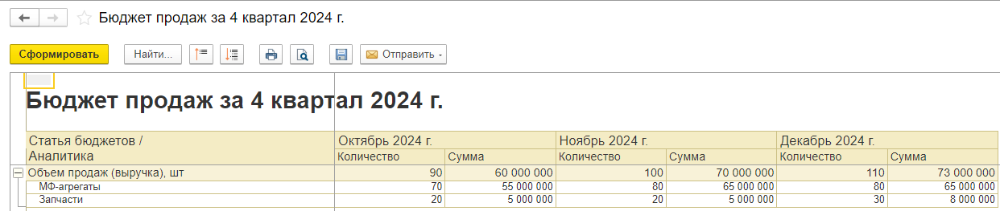 Бюджет продаж за 4 квартал 2024 г.
Сформировать Найти... Отправить
Бюджет продаж за 4 квартал 2024 г.
Статья бюджетов / Октябрь 2024 г. Ноябрь 2024 г. Декабрь 2024 г.
Аналитика Количество Сумма Количество Сумма Количество Сумма
Объем продаж (выручка), шт 90 60 000 000 100 70 000 000 110 73 000 000
МФ-агрегаты 70 55 000 000 80 65 000 000 80 65 000 000
Запчасти 20 5 000 000 20 5 000 000 30 8 000 000